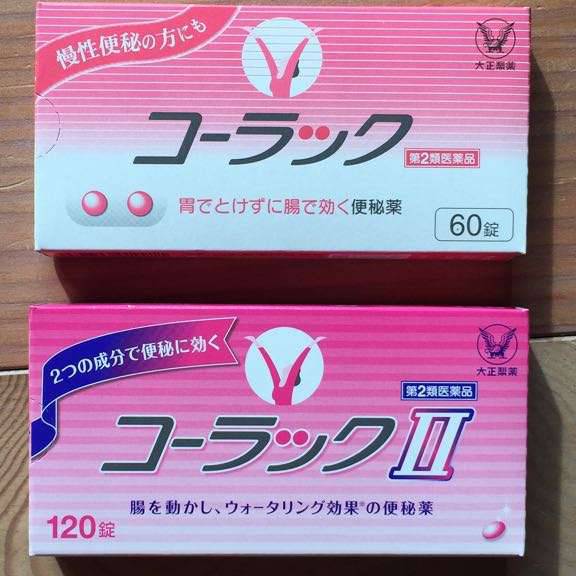 慢性便秘の方にも
大正製薬
コーラック
第2類医薬品
胃でとけずに腸で効く便秘薬
60錠
2つの成分で便秘に効く
大正製薬
第2類医薬品
コーラックII
腸を動かし、ウォータリング効果※の便秘薬
120錠